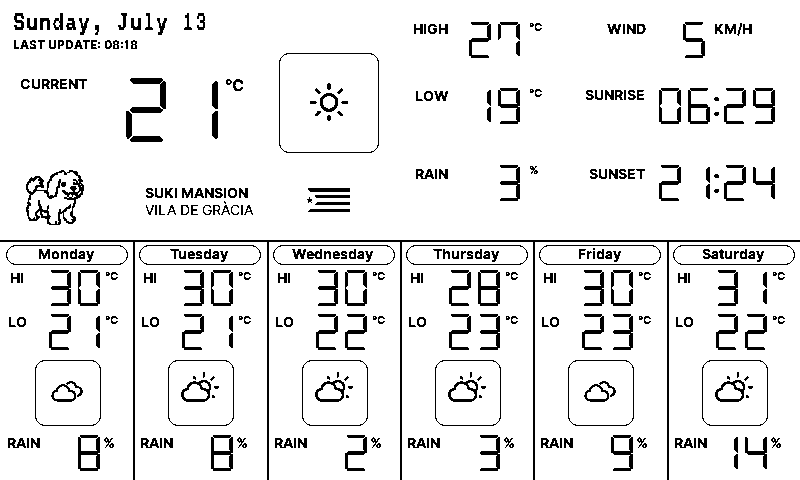 Sunday, July 13
LAST UPDATE: 08:18
CURRENT 21 °C
SUKI MANSION
VILA DE GRÀCIA
HIGH 27 °C
WIND 5 KM/H
LOW 19 °C
SUNRISE 06:29
RAIN 3 %
SUNSET 21:24
Monday
HI 30 °C
LO 21 °C
RAIN 8 %
Tuesday
HI 30 °C
LO 21 °C
RAIN 8 %
Wednesday
HI 30 °C
LO 22 °C
RAIN 2 %
Thursday
HI 28 °C
LO 23 °C
RAIN 3 %
Friday
HI 30 °C
LO 23 °C
RAIN 9 %
Saturday
HI 31 °C
LO 22 °C
RAIN 14 %